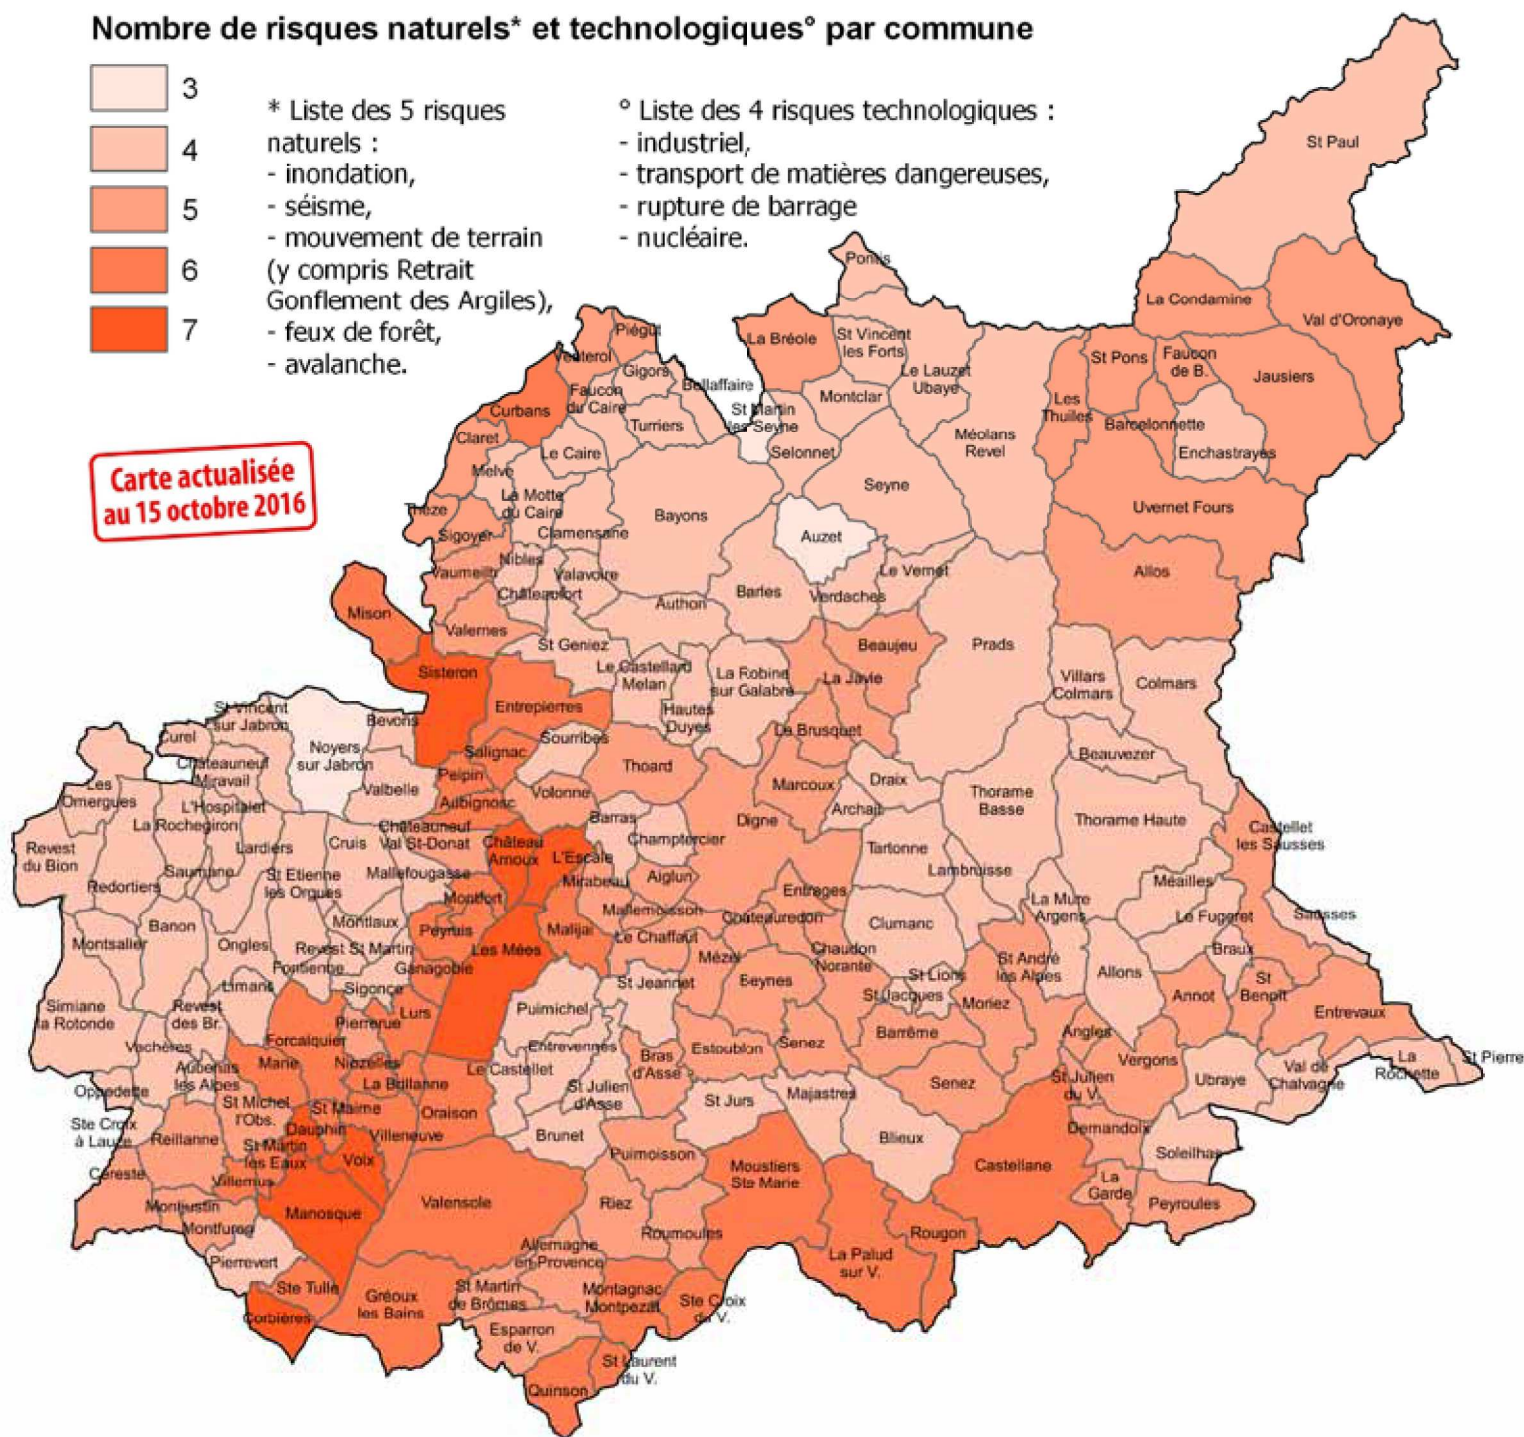 Nombre de risques naturels* et technologiques° par commune
3
4
5
6
7
* Liste des 5 risques
naturels :
- inondation,
- séisme,
- mouvement de terrain
(y compris Retrait
Gonflement des Argiles),
- feux de forêt,
- avalanche.
° Liste des 4 risques technologiques :
- industriel,
- transport de matières dangereuses,
- rupture de barrage
- nucléaire.
Carte actualisée
au 15 octobre 2016
St Paul
Pontis
La Condamine
Val d'Oronaye
Piégut
La Bréole
St Vincent
les Forts
Venterol
St Pons
Faucon
de B.
Jausiers
Gigors
Bellaffaire
Le Lauzet
Ubaye
Faucon
du Caire
Montclar
Les
Thuiles
Curbans
St Martin
les Seyne
Turriers
Barcelonnette
Claret
Méolans
Revel
Le Caire
Selonnet
Enchastrayes
Melve
Seyne
La Motte
du Caire
Thèze
Bayons
Uvernet Fours
Sigoyer
Clamensane
Auzet
Nibles
Vaumeilh
Valavoire
Le Vernet
Allos
Châteaufort
Barles
Verdaches
Authon
Mison
Valernes
St Geniez
Beaujeu
Prads
Sisteron
Le Castellard
Melan
La Robine
sur Galabre
La Javie
Villars
Colmars
Colmars
Entrepierres
Hautes
Duyes
St Vincent
sur Jabron
Bevons
Le Brusquet
Curel
Sourribes
Noyers
sur Jabron
Salignac
Beauvezer
Châteauneuf
Miravail
Thoard
Peipin
Draix
Les
Omergues
Valbelle
Volonne
Marcoux
Thorame
Basse
L'Hospitalet
Aubignosc
Archail
La Rochegiron
Châteauneuf
Val St-Donat
Barras
Digne
Thorame Haute
Castellet
les Sausses
Revest
du Bion
Lardiers
Cruis
Château
Arnoux
L'Escale
Champtercier
Tartonne
Saumane
St Etienne
les Orgues
Mallefougasse
Mirabeau
Aiglun
Lambruisse
Redortiers
Entrages
Méailles
Montfort
La Mure
Argens
Mallemoisson
Banon
Montlaux
Châteauredon
Le Fugeret
Sausses
Clumanc
Peyruis
Malijai
Montsalier
Ongles
Revest St Martin
Les Mées
Le Chaffaut
Mézel
Chaudon
Norante
Braux
St André
les Alpes
Fontienne
Ganagobie
Allons
Limans
Sigonce
St Jeannet
Beynes
St Lions
St
Benoît
Annot
Simiane
la Rotonde
Revest
des Br.
Puimichel
St Jacques
Moriez
Entrevaux
Pierrerue
Lurs
Forcalquier
Barrême
Angles
Vachères
Entrevennes
Senez
Estoublon
Mane
Niozelles
Bras
d'Asse
Vergons
La
Rochette
St Pierre
Aubenas
les Alpes
Le Castellet
Val de
Chalvagne
Oppedette
La Brillanne
St Julien
d'Asse
Majastres
Senez
St Julien
du V.
Ubraye
St Michel
l'Obs.
St Maime
Oraison
St Jurs
Ste Croix
à Lauze
Dauphin
Reillanne
Villeneuve
Brunet
Blieux
Demandolx
St Martin
les Eaux
Puimoisson
Soleilhas
Céreste
Voix
Moustiers
Ste Marie
Castellane
Villemus
La
Garde
Montjustin
Manosque
Valensole
Riez
Peyroules
Montfuron
Roumoules
Rougon
Pierrevert
Allemagne
en Provence
La Palud
sur V.
Ste Tulle
Gréoux
les Bains
St Martin
de Brômes
Montagnac
Montpezat
Ste Croix
du V.
Corbières
Esparron
de V.
St Laurent
du V.
Quinson